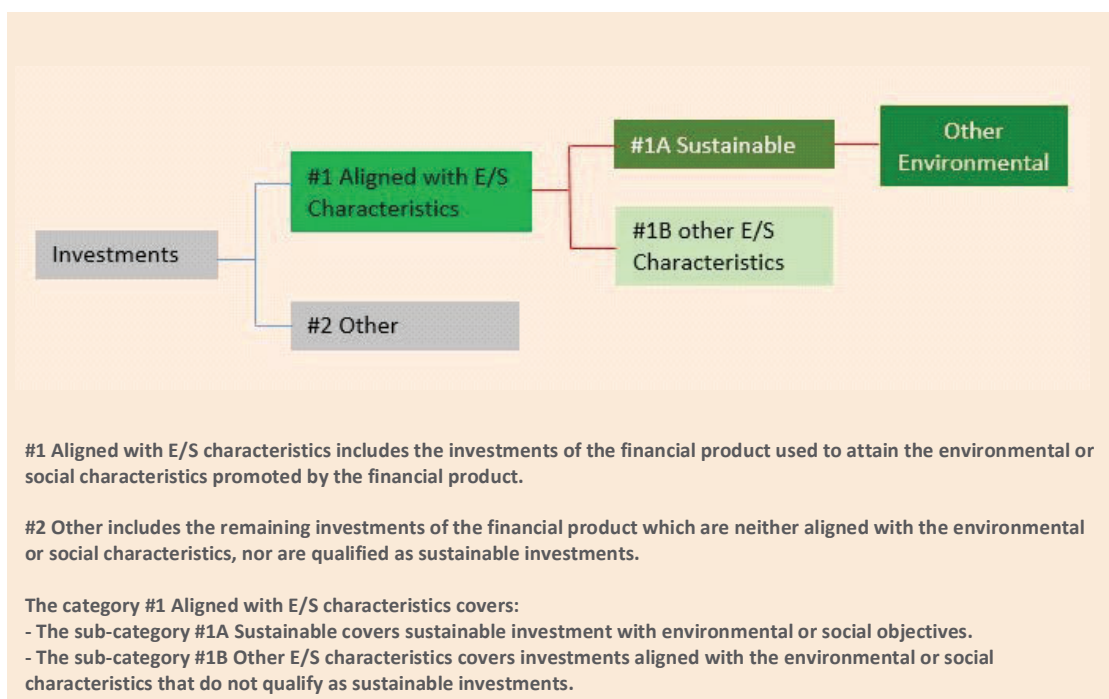 Investments
#1 Aligned with E/S
Characteristics
#2 Other
#1A Sustainable
#1B other E/S
Characteristics
Other
Environmental
#1 Aligned with E/S characteristics includes the investments of the financial product used to attain the environmental or
social characteristics promoted by the financial product.
#2 Other includes the remaining investments of the financial product which are neither aligned with the environmental
or social characteristics, nor are qualified as sustainable investments.
The category #1 Aligned with E/S characteristics covers:
- The sub-category #1A Sustainable covers sustainable investment with environmental or social objectives.
- The sub-category #1B Other E/S characteristics covers investments aligned with the environmental or social
characteristics that do not qualify as sustainable investments.